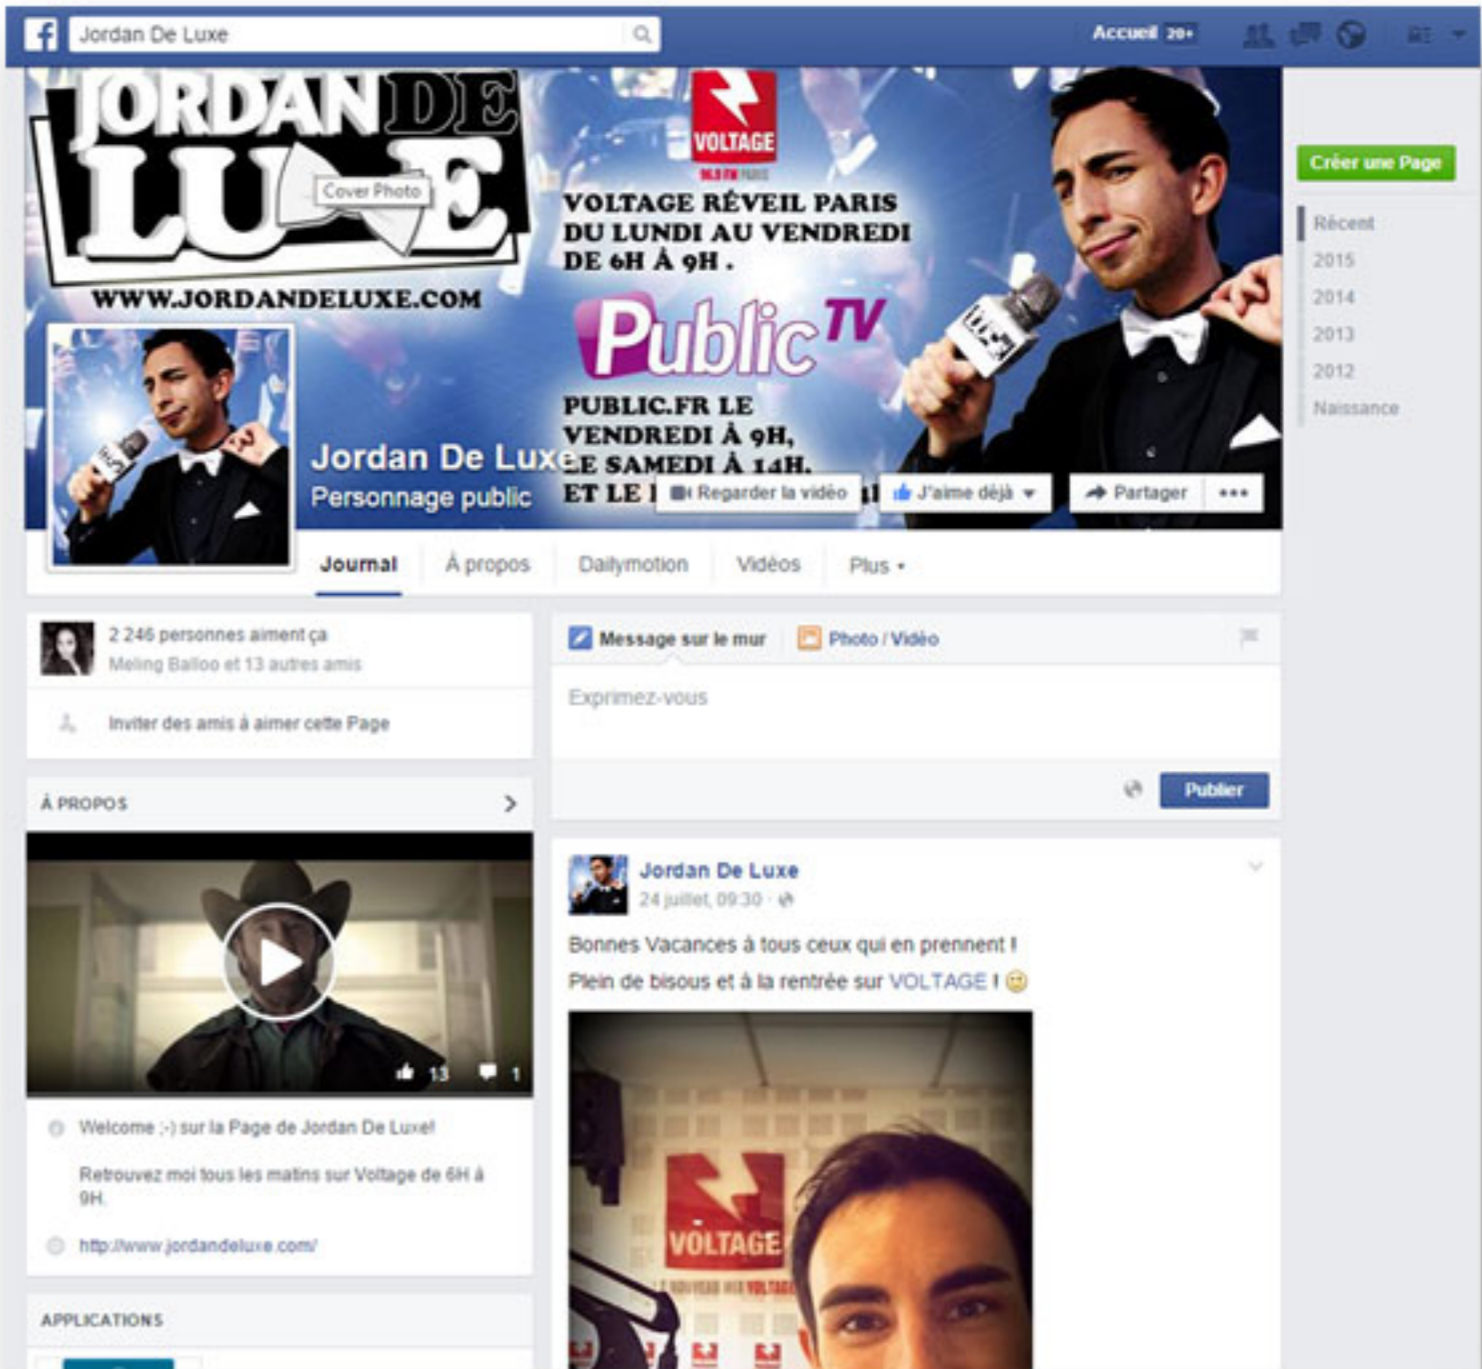 Jordan De Luxe
Accueil 20+
JORDAN DE
LUXE
Cover Photo
WWW.JORDANDELUXE.COM
VOLTAGE
96.9 FM PARIS
VOLTAGE RÉVEIL PARIS
DU LUNDI AU VENDREDI
DE 6H À 9H .
Public TV
PUBLIC.FR LE
VENDREDI À 9H,
LE SAMEDI À 14H,
ET LE
Créer une Page
Récent
2015
2014
2013
2012
Naissance
Jordan De Luxe
Personnage public
Regarder la vidéo
J'aime déjà
Partager
Journal
À propos
Dailymotion
Vidéos
Plus
2 246 personnes aiment ça
Meling Balloo et 13 autres amis
Inviter des amis à aimer cette Page
À PROPOS
13
1
Welcome ;-) sur la Page de Jordan De Luxe!
Retrouvez moi tous les matins sur Voltage de 6H à
9H.
http://www.jordandeluxe.com/
APPLICATIONS
Message sur le mur
Photo / Vidéo
Exprimez-vous
Publier
Jordan De Luxe
24 juillet, 09:30
Bonnes Vacances à tous ceux qui en prennent !
Plein de bisous et à la rentrée sur VOLTAGE !
VOLTAGE
VOLTAGE